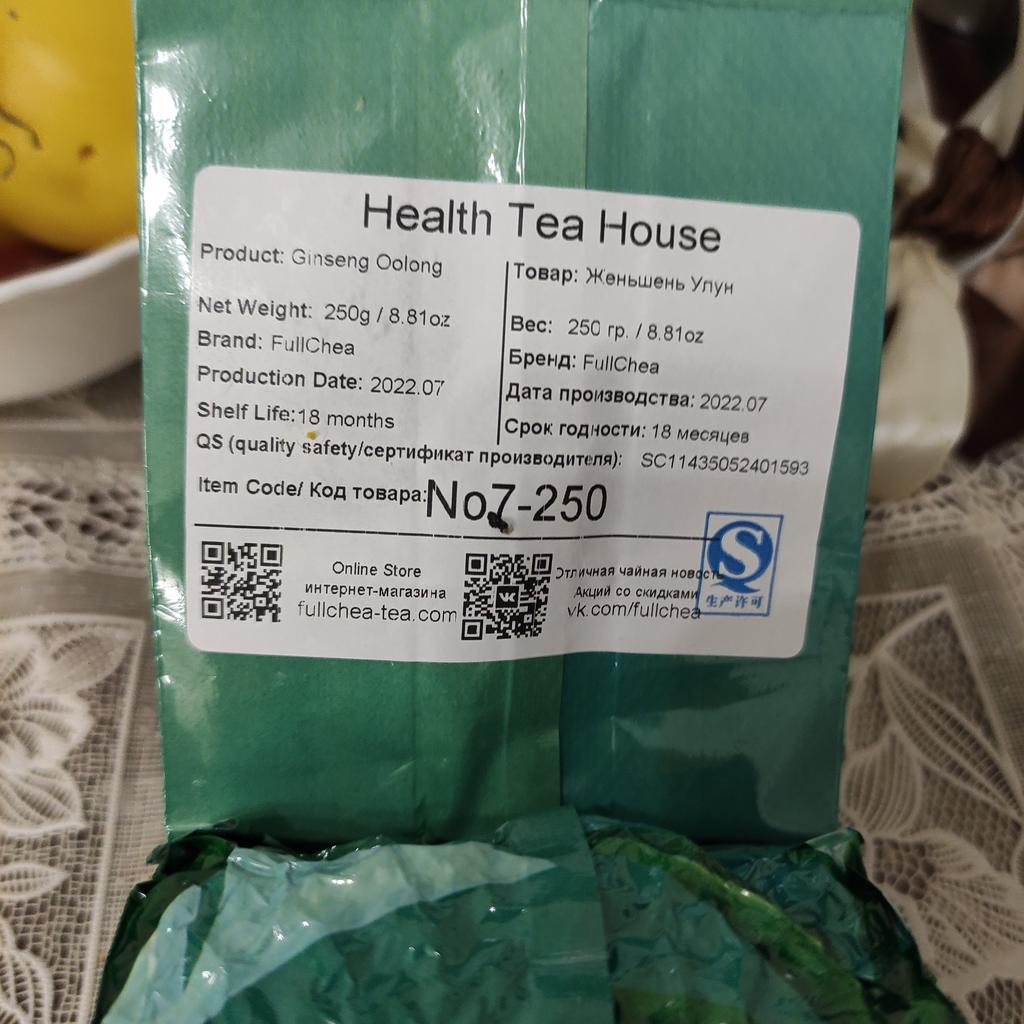 Health Tea House
Product: Ginseng Oolong
Net Weight: 250g / 8.81oz
Brand: FullChea
Production Date: 2022.07
Shelf Life:18 months
Товар: Женьшень Улун
Вес: 250 гр. / 8.81oz
Бренд: FullChea
Дата производства: 2022.07
Срок годности: 18 месяцев
QS (quality safety/сертификат производителя): SC11435052401593
Item Code/ Код товара:No7-250
Online Store
интернет-магазина
fullchea-tea.com
Отличная чайная новость
Акций со скидками
vk.com/fullchea
S
生产许可